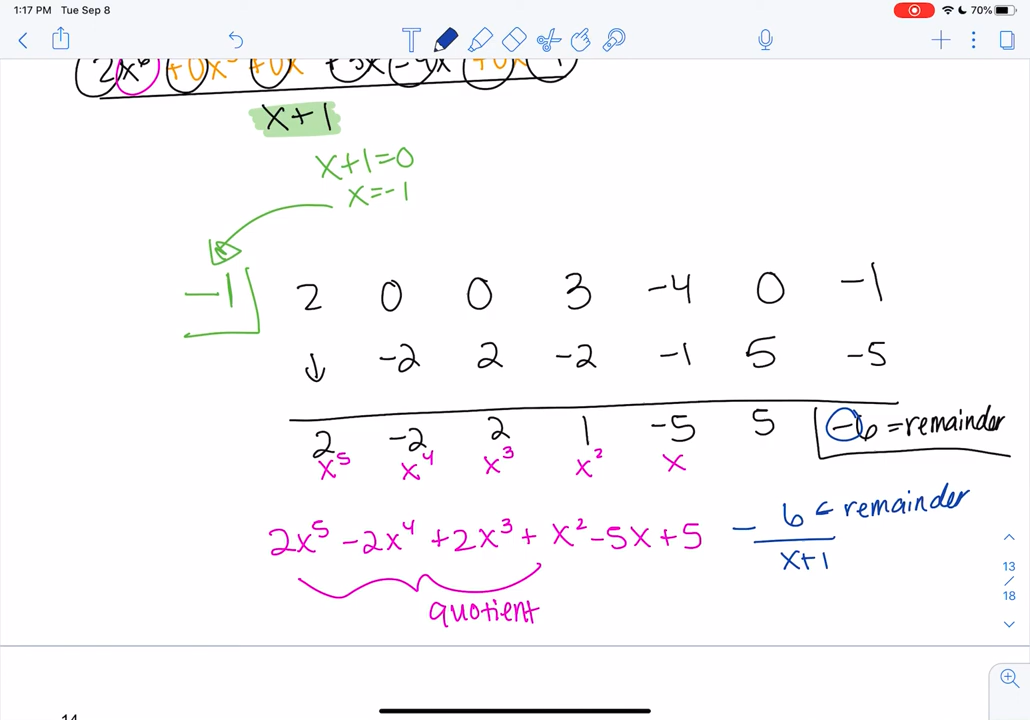 1:17 PM Tue Sep 8 70%
T
x+1
x+1=0
x=-1
-1 2 0 0 3 -4 0 -1
↓ -2 2 -2 -1 5 -5
2 -2 2 1 -5 5 -6 =remainder
x⁵ x⁴ x³ x² x
2x⁵ -2x⁴ +2x³ + x² -5x +5 - 6 ← remainder
x+1
quotient
13
/
18